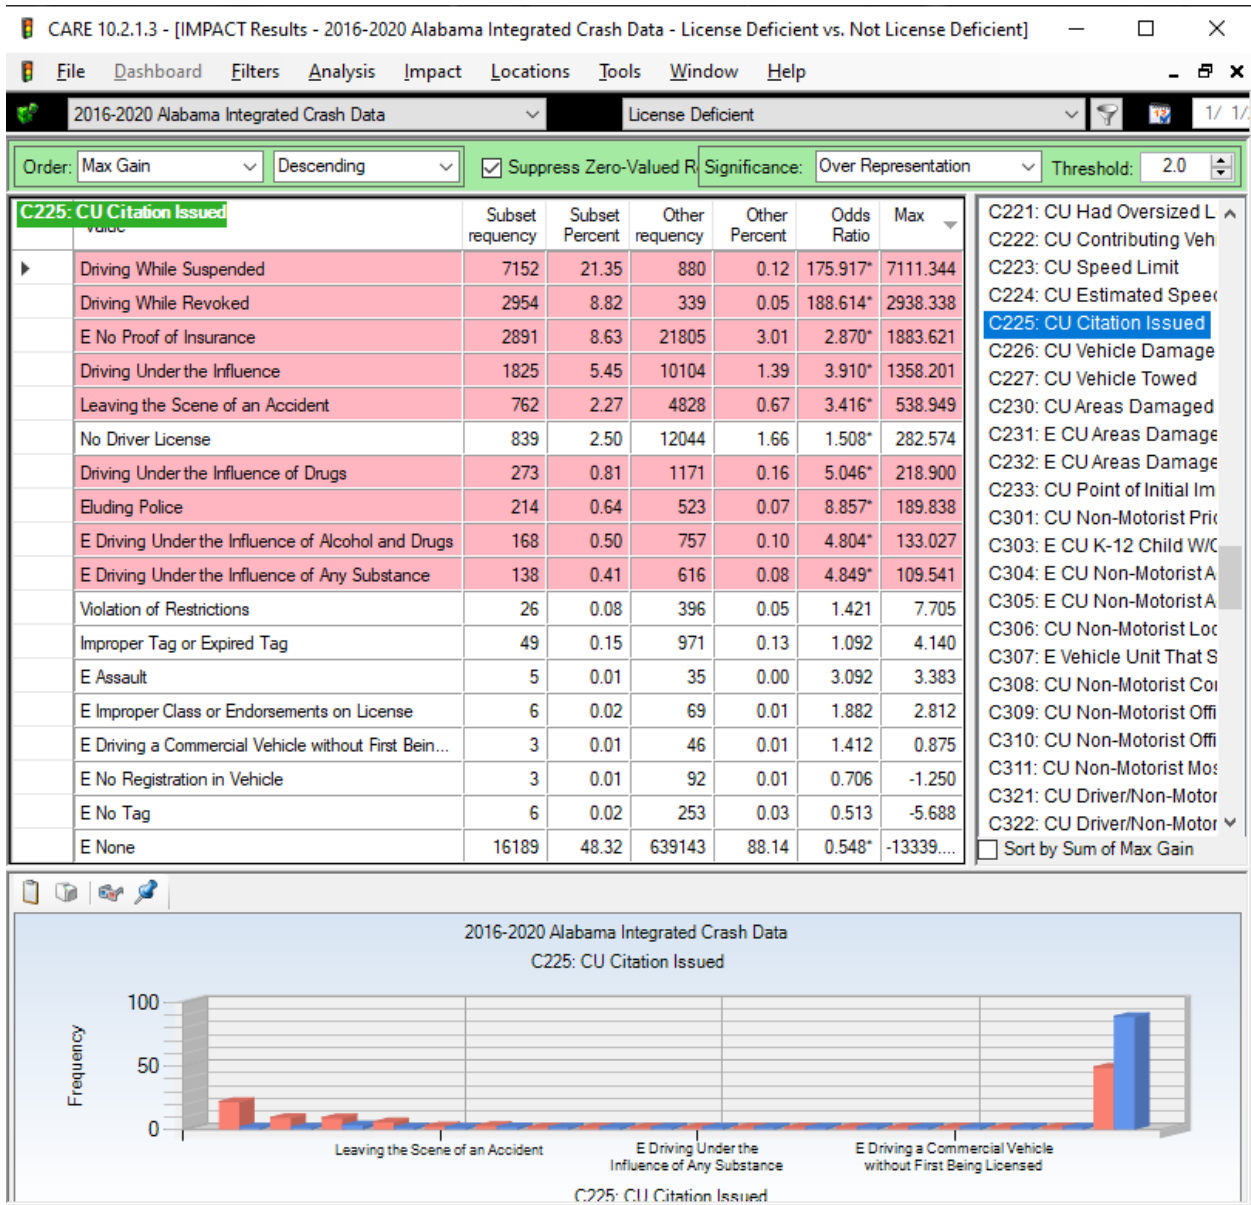 CARE 10.2.1.3 - [IMPACT Results - 2016-2020 Alabama Integrated Crash Data - License Deficient vs. Not License Deficient]
File Dashboard Filters Analysis Impact Locations Tools Window Help
2016-2020 Alabama Integrated Crash Data License Deficient 1/ 1/
Order: Max Gain Descending Suppress Zero-Valued R Significance: Over Representation Threshold: 2.0
C225: CU Citation Issued
Value Subset requency Subset Percent Other requency Other Percent Odds Ratio Max
Driving While Suspended 7152 21.35 880 0.12 175.917* 7111.344
Driving While Revoked 2954 8.82 339 0.05 188.614* 2938.338
E No Proof of Insurance 2891 8.63 21805 3.01 2.870* 1883.621
Driving Under the Influence 1825 5.45 10104 1.39 3.910* 1358.201
Leaving the Scene of an Accident 762 2.27 4828 0.67 3.416* 538.949
No Driver License 839 2.50 12044 1.66 1.508* 282.574
Driving Under the Influence of Drugs 273 0.81 1171 0.16 5.046* 218.900
Eluding Police 214 0.64 523 0.07 8.857* 189.838
E Driving Under the Influence of Alcohol and Drugs 168 0.50 757 0.10 4.804* 133.027
E Driving Under the Influence of Any Substance 138 0.41 616 0.08 4.849* 109.541
Violation of Restrictions 26 0.08 396 0.05 1.421 7.705
Improper Tag or Expired Tag 49 0.15 971 0.13 1.092 4.140
E Assault 5 0.01 35 0.00 3.092 3.383
E Improper Class or Endorsements on License 6 0.02 69 0.01 1.882 2.812
E Driving a Commercial Vehicle without First Bein... 3 0.01 46 0.01 1.412 0.875
E No Registration in Vehicle 3 0.01 92 0.01 0.706 -1.250
E No Tag 6 0.02 253 0.03 0.513 -5.688
E None 16189 48.32 639143 88.14 0.548* -13339....
C221: CU Had Oversized L
C222: CU Contributing Veh
C223: CU Speed Limit
C224: CU Estimated Speed
C225: CU Citation Issued
C226: CU Vehicle Damage
C227: CU Vehicle Towed
C230: CU Areas Damaged
C231: E CU Areas Damage
C232: E CU Areas Damage
C233: CU Point of Initial Im
C301: CU Non-Motorist Pric
C303: E CU K-12 Child W/C
C304: E CU Non-Motorist A
C305: E CU Non-Motorist A
C306: CU Non-Motorist Loc
C307: E Vehicle Unit That S
C308: CU Non-Motorist Cor
C309: CU Non-Motorist Offi
C310: CU Non-Motorist Offi
C311: CU Non-Motorist Mos
C321: CU Driver/Non-Motor
C322: CU Driver/Non-Motor
Sort by Sum of Max Gain
2016-2020 Alabama Integrated Crash Data
C225: CU Citation Issued
Frequency
100
50
0
Leaving the Scene of an Accident
E Driving Under the
Influence of Any Substance
E Driving a Commercial Vehicle
without First Being Licensed
C225: CU Citation Issued